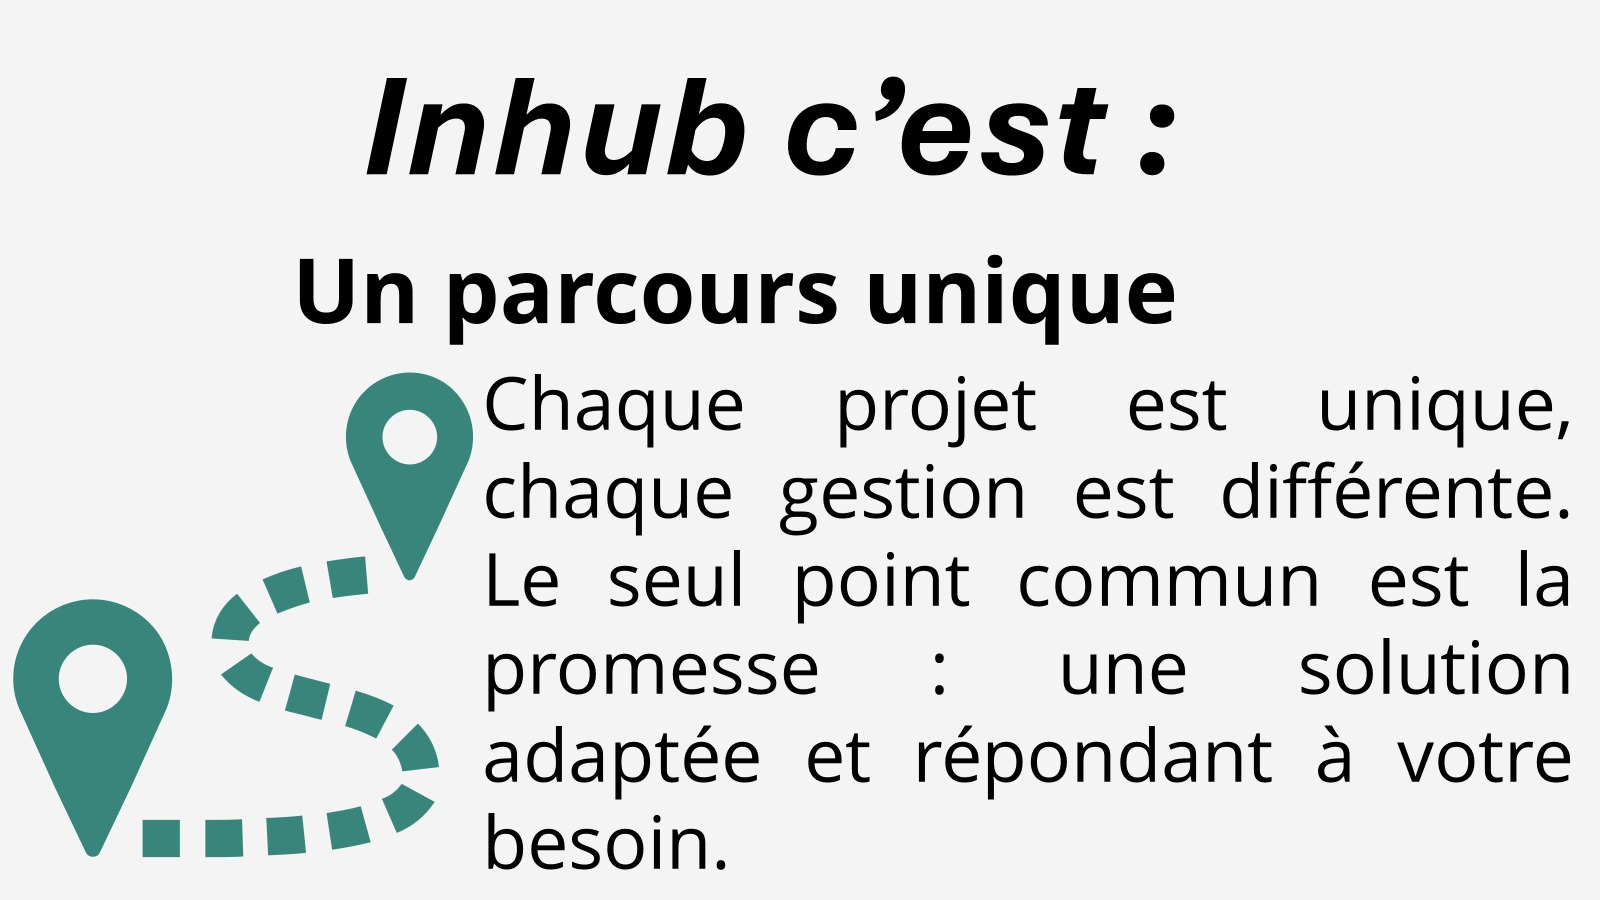 Inhub c’est :
Un parcours unique
Chaque projet est unique,
chaque gestion est différente.
Le seul point commun est la
promesse : une solution
adaptée et répondant à votre
besoin.